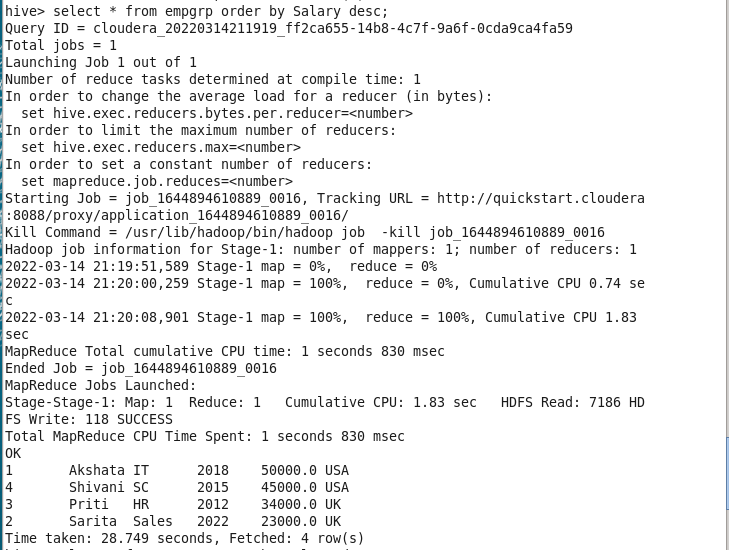 hive> select * from empgrp order by Salary desc;
Query ID = cloudera_20220314211919_ff2ca655-14b8-4c7f-9a6f-0cda9ca4fa59
Total jobs = 1
Launching Job 1 out of 1
Number of reduce tasks determined at compile time: 1
In order to change the average load for a reducer (in bytes):
  set hive.exec.reducers.bytes.per.reducer=<number>
In order to limit the maximum number of reducers:
  set hive.exec.reducers.max=<number>
In order to set a constant number of reducers:
  set mapreduce.job.reduces=<number>
Starting Job = job_1644894610889_0016, Tracking URL = http://quickstart.cloudera
:8088/proxy/application_1644894610889_0016/
Kill Command = /usr/lib/hadoop/bin/hadoop job  -kill job_1644894610889_0016
Hadoop job information for Stage-1: number of mappers: 1; number of reducers: 1
2022-03-14 21:19:51,589 Stage-1 map = 0%,  reduce = 0%
2022-03-14 21:20:00,259 Stage-1 map = 100%,  reduce = 0%, Cumulative CPU 0.74 se
c
2022-03-14 21:20:08,901 Stage-1 map = 100%,  reduce = 100%, Cumulative CPU 1.83
sec
MapReduce Total cumulative CPU time: 1 seconds 830 msec
Ended Job = job_1644894610889_0016
MapReduce Jobs Launched:
Stage-Stage-1: Map: 1  Reduce: 1   Cumulative CPU: 1.83 sec   HDFS Read: 7186 HD
FS Write: 118 SUCCESS
Total MapReduce CPU Time Spent: 1 seconds 830 msec
OK
1       Akshata IT      2018    50000.0 USA
4       Shivani SC      2015    45000.0 USA
3       Priti   HR      2012    34000.0 UK
2       Sarita  Sales   2022    23000.0 UK
Time taken: 28.749 seconds, Fetched: 4 row(s)